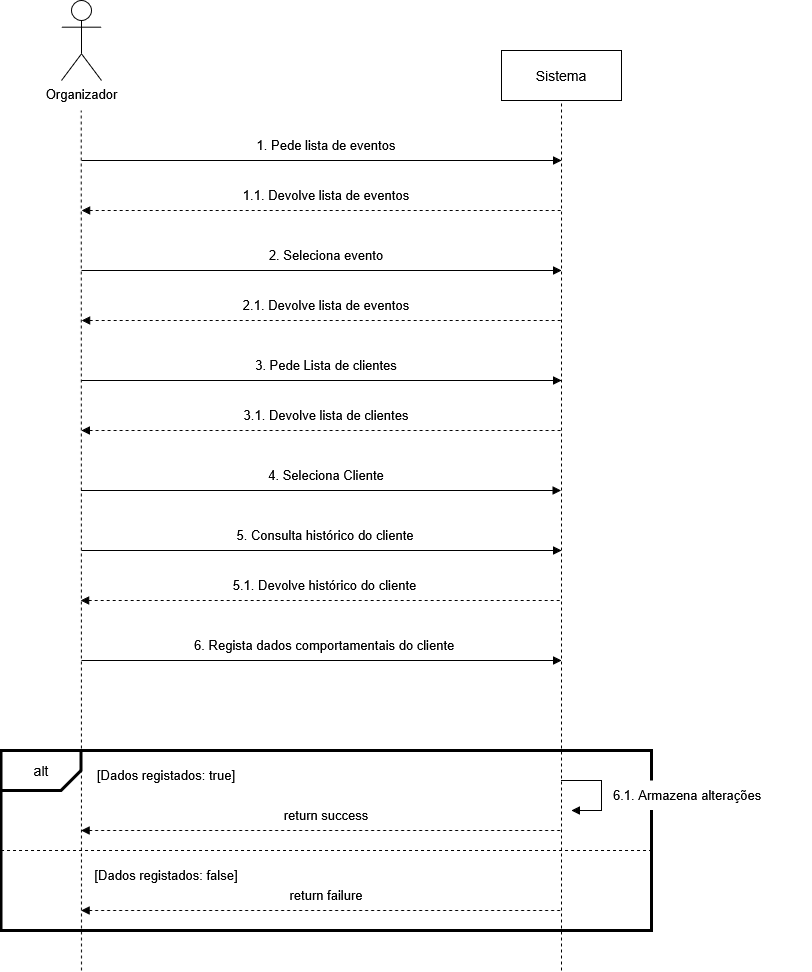 Organizador
Sistema
1. Pede lista de eventos
1.1. Devolve lista de eventos
2. Seleciona evento
2.1. Devolve lista de eventos
3. Pede Lista de clientes
3.1. Devolve lista de clientes
4. Seleciona Cliente
5. Consulta histórico do cliente
5.1. Devolve histórico do cliente
6. Regista dados comportamentais do cliente
alt
[Dados registados: true]
6.1. Armazena alterações
return success
[Dados registados: false]
return failure